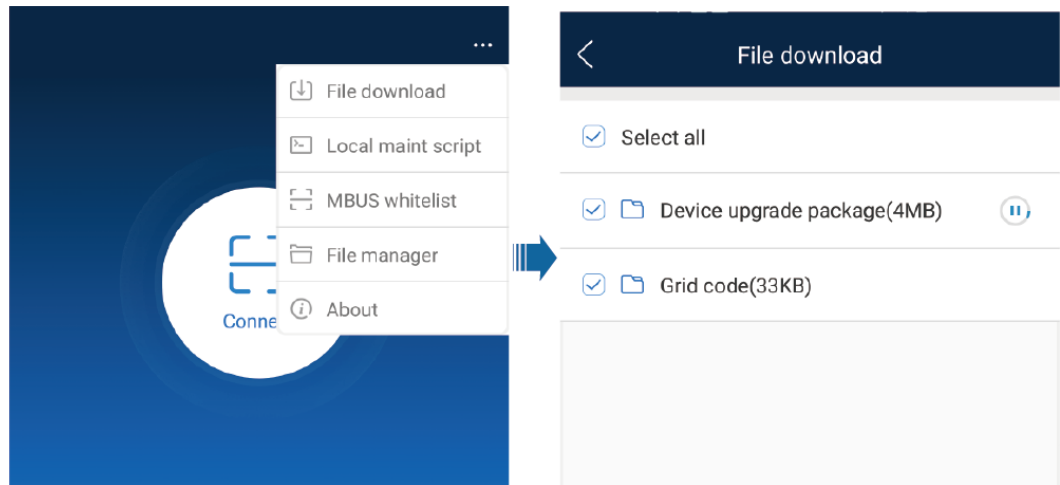 ...
File download
Local maint script
MBUS whitelist
File manager
About
Conne
File download
Select all
Device upgrade package(4MB)
Grid code(33KB)